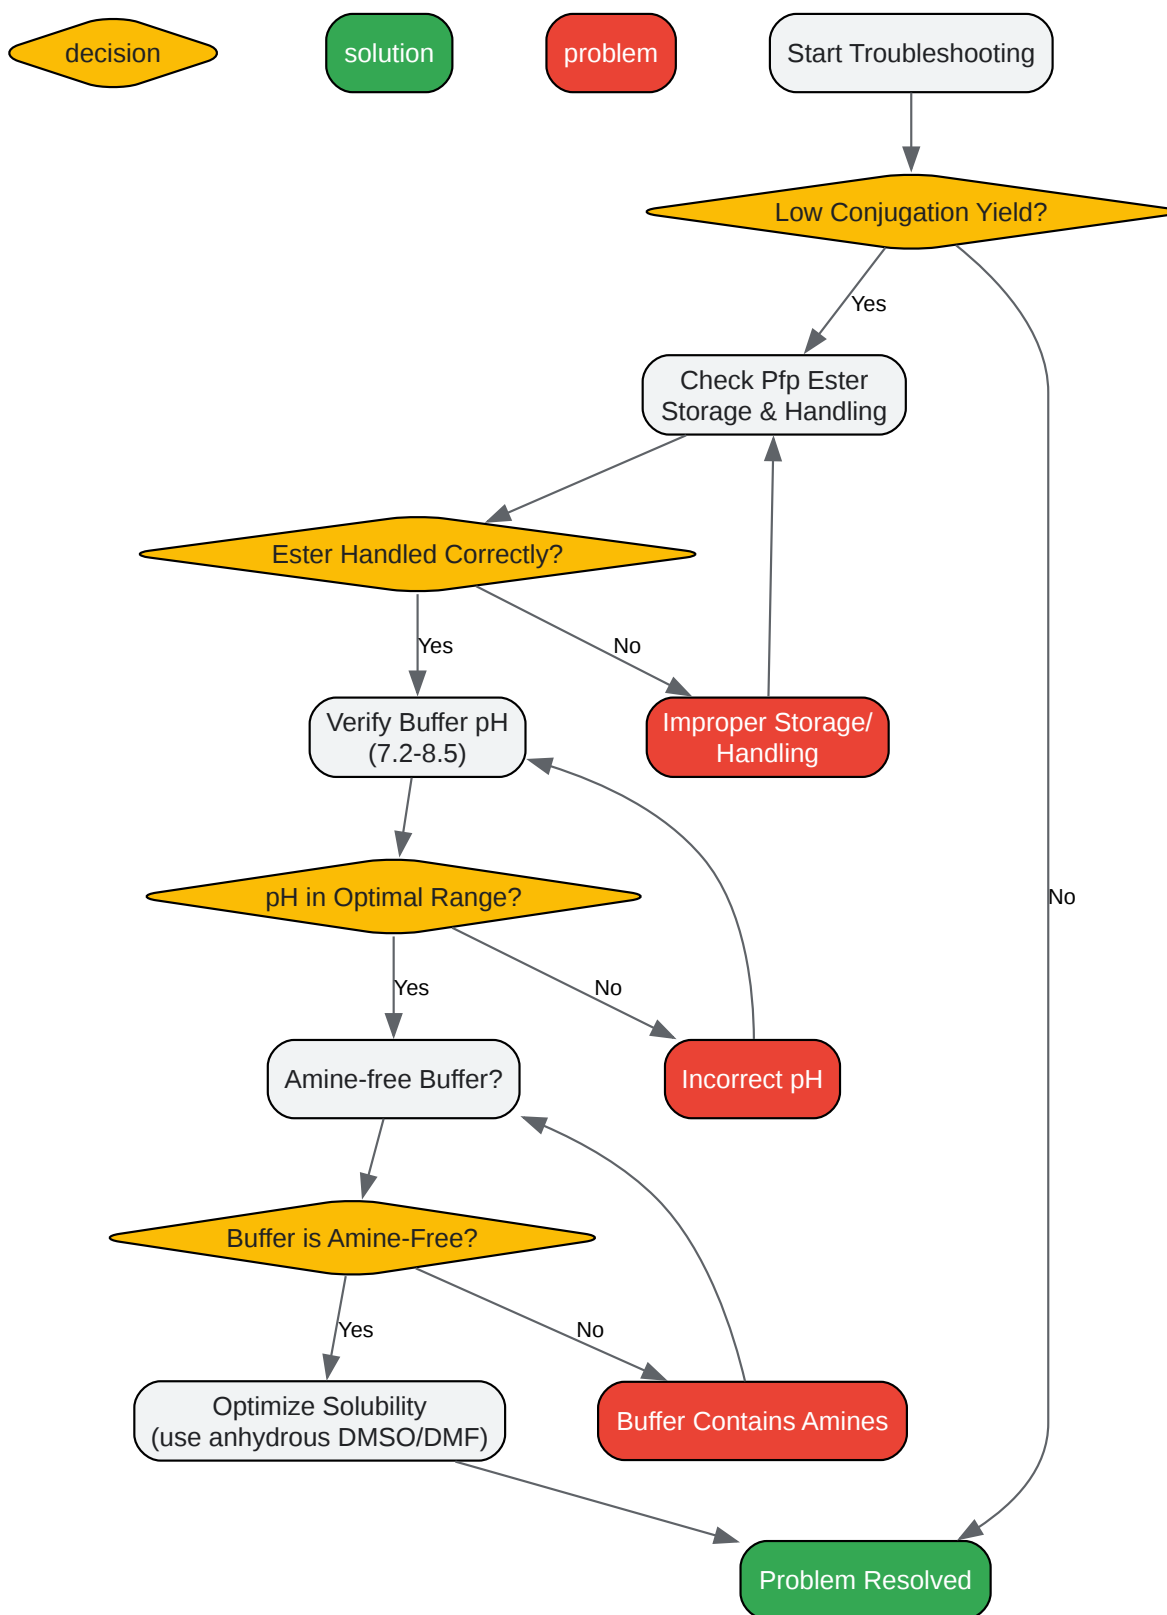 decision
solution
problem
Start Troubleshooting
Low Conjugation Yield?
Yes
Check Pfp Ester
Storage & Handling
Ester Handled Correctly?
Yes
No
Verify Buffer pH
(7.2-8.5)
Improper Storage/
Handling
pH in Optimal Range?
No
Yes
No
Amine-free Buffer?
Incorrect pH
Buffer is Amine-Free?
Yes
No
Optimize Solubility
(use anhydrous DMSO/DMF)
Buffer Contains Amines
Problem Resolved